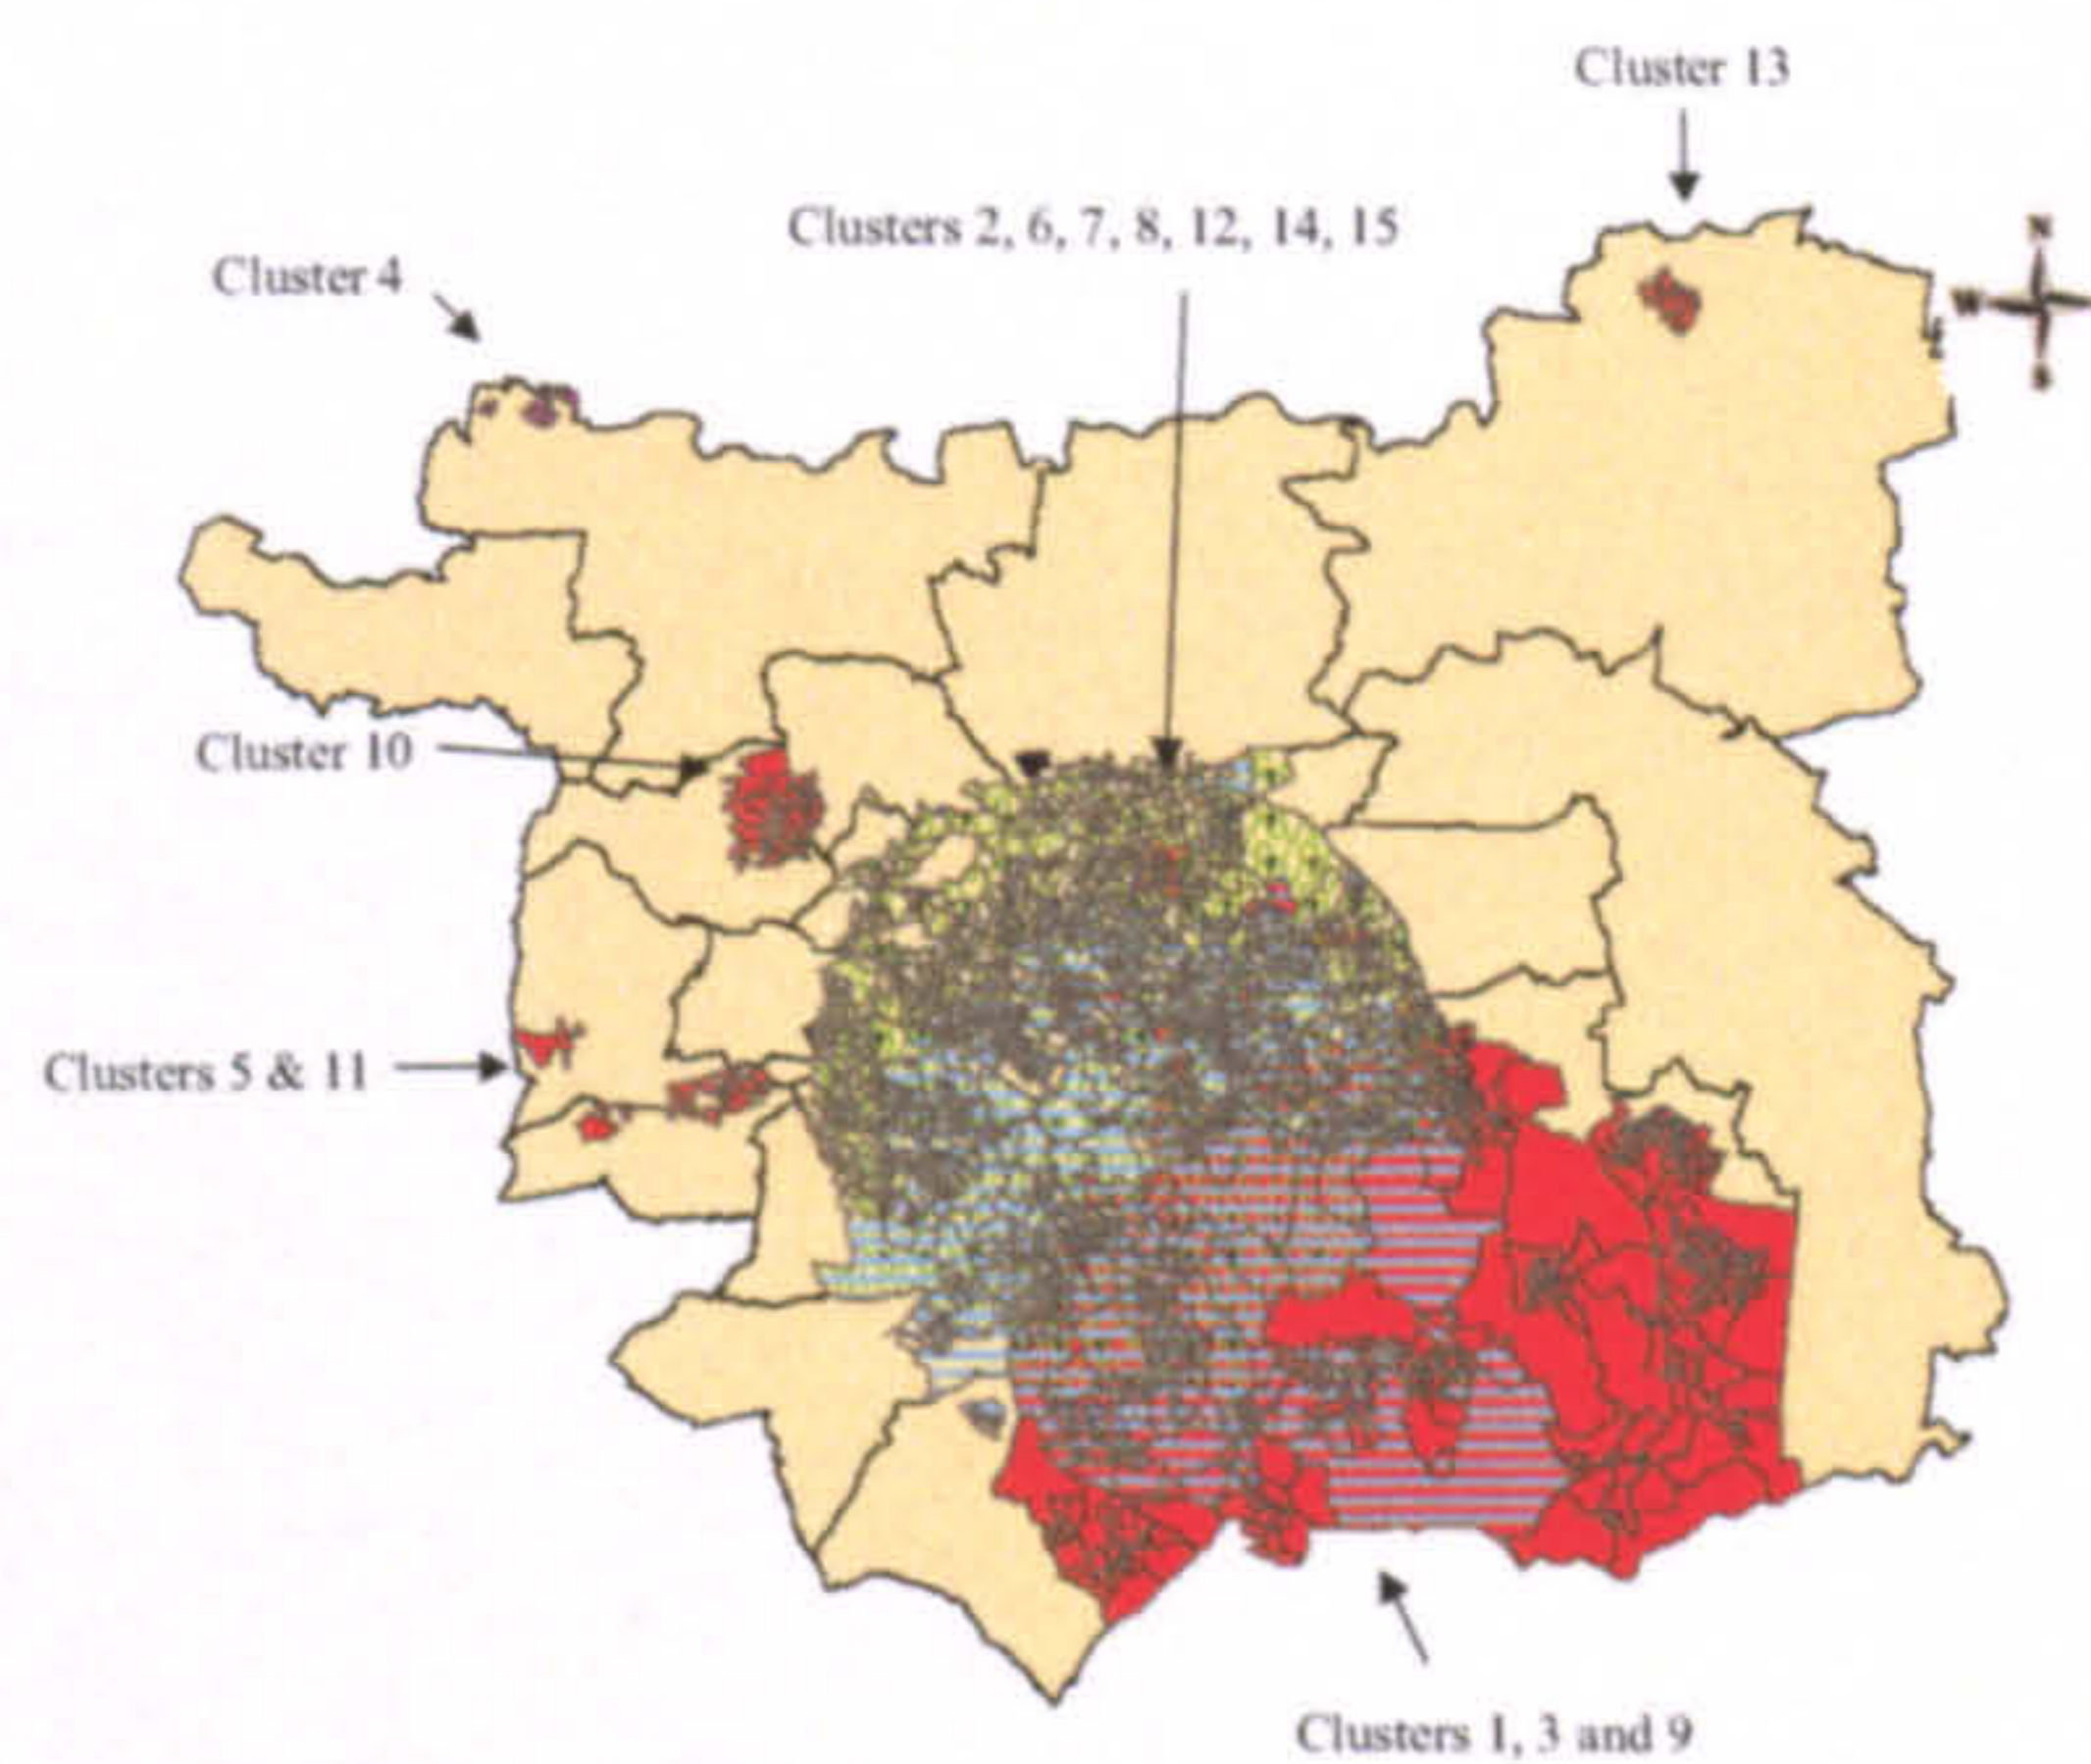 Cluster 13
Clusters 2, 6, 7, 8, 12, 14, 15
Cluster 4
N
W
S
Cluster 10
Clusters 5 & 11
Clusters 1, 3 and 9